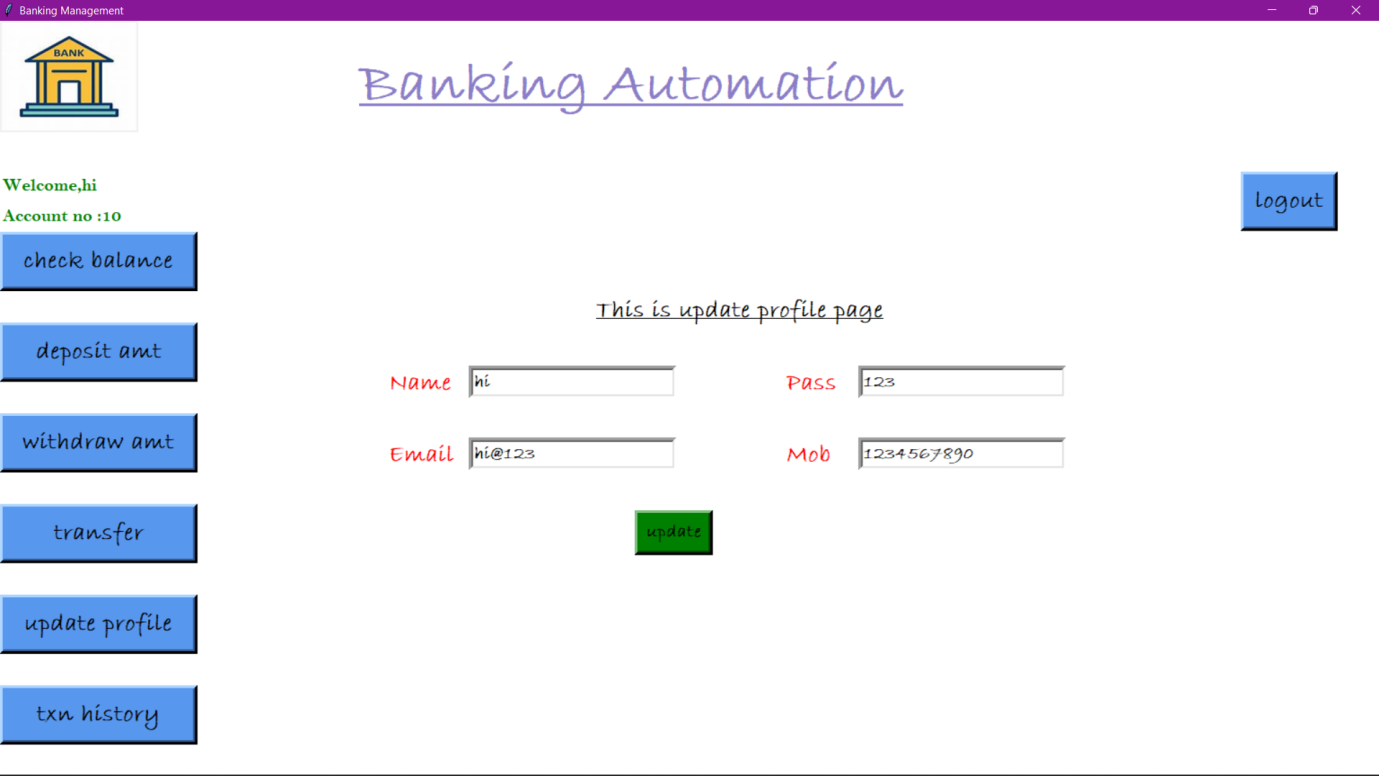 Banking Management
BANK
Banking Automation
Welcome,hi
logout
Account no :10
check balance
This is update profile page
deposit amt
Name hi Pass 123
withdraw amt
Email hi@123 Mob 1234567890
transfer
update
update profile
txn history